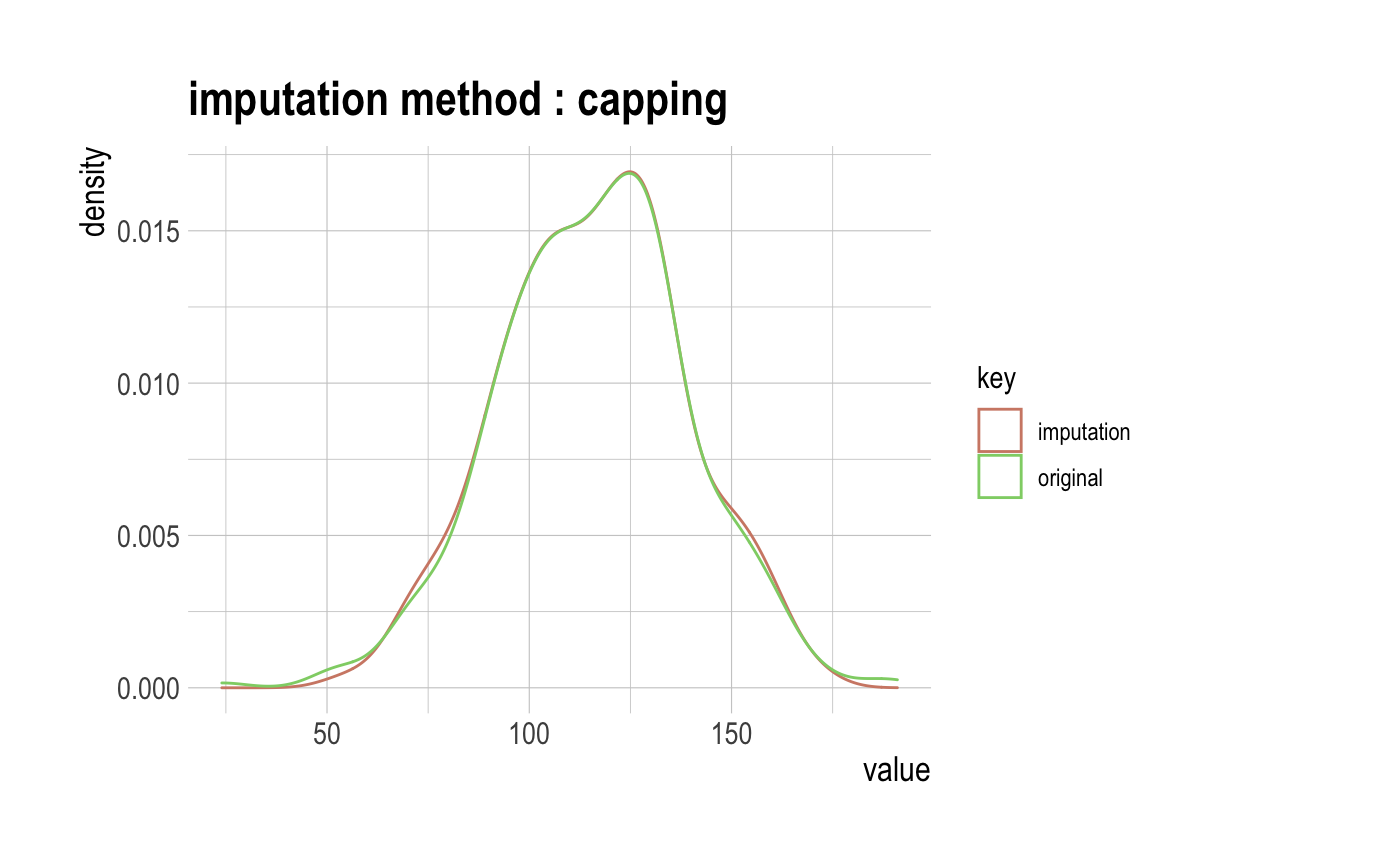 imputation method : capping
density
0.015
0.010
0.005
0.000
50 100 150
value
key
imputation
original